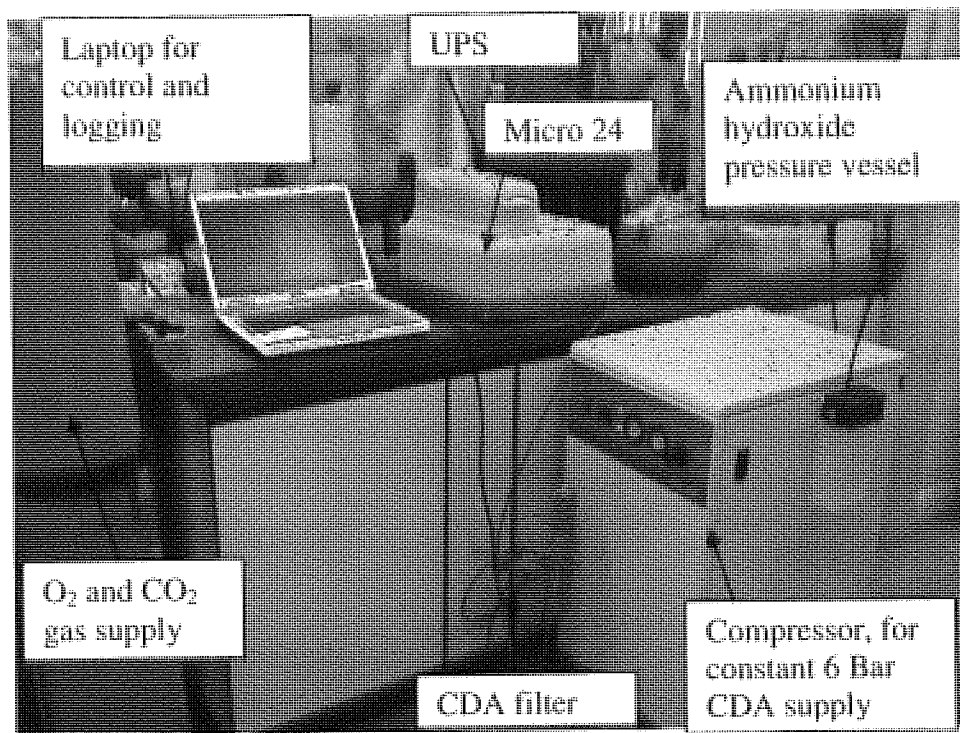 Laptop for
control and
logging
UPS
Micro 24
Ammonium
hydroxide
pressure vessel
O₂ and CO₂
gas supply
CDA filter
Compressor, for
constant 6 Bar
CDA supply